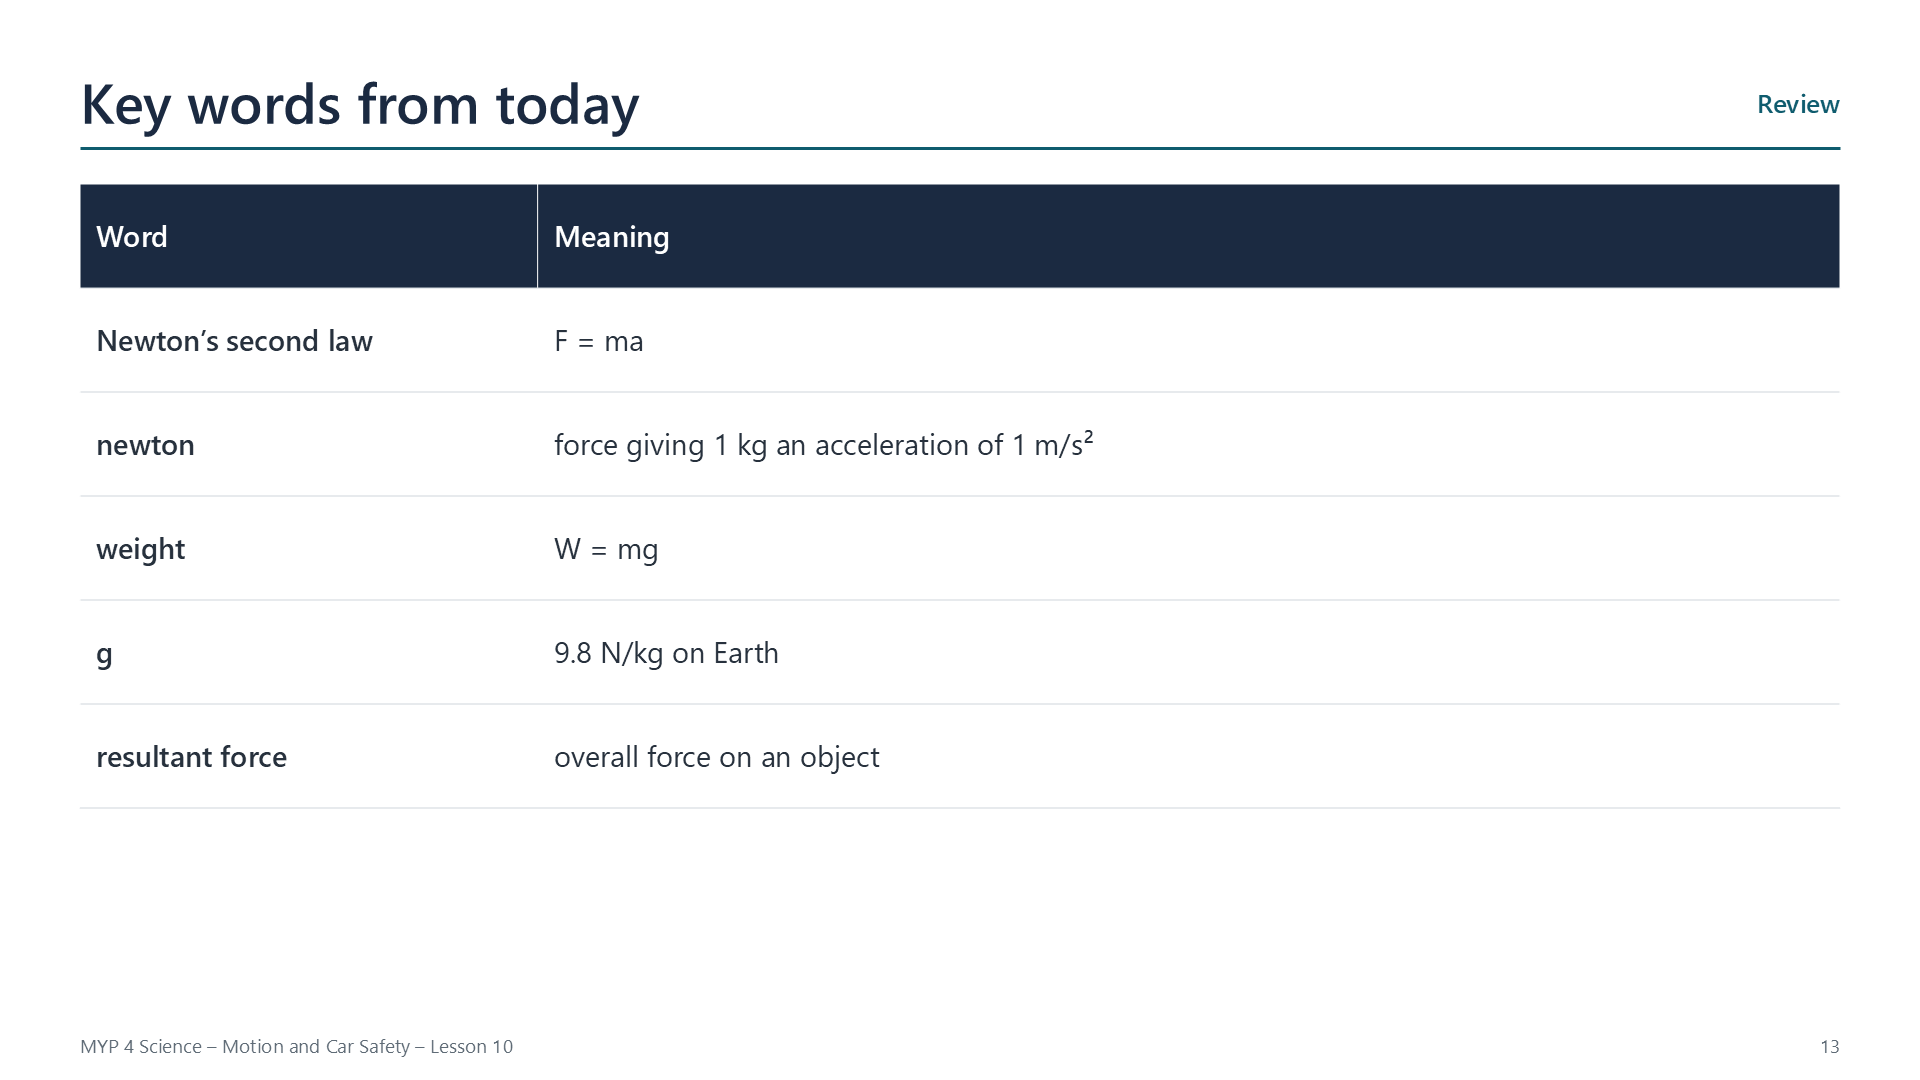 Key words from today
Review
Word Meaning
Newton’s second law F = ma
newton force giving 1 kg an acceleration of 1 m/s²
weight W = mg
g 9.8 N/kg on Earth
resultant force overall force on an object
MYP 4 Science – Motion and Car Safety – Lesson 10
13